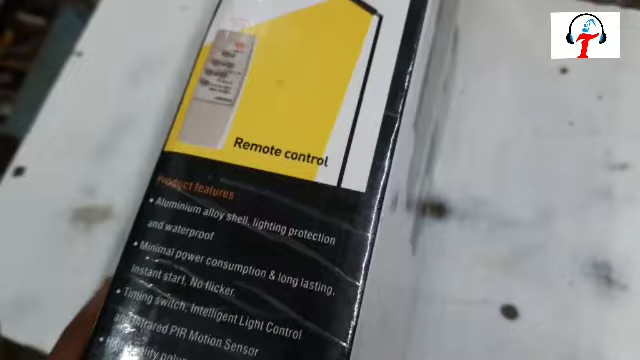 Remote control
Product features
• Aluminium alloy shell, lighting protection
and waterproof
• Minimal power consumption & long lasting,
Instant start, No flicker.
• Timing switch, Intelligent Light Control
Infrared PIR Motion Sensor